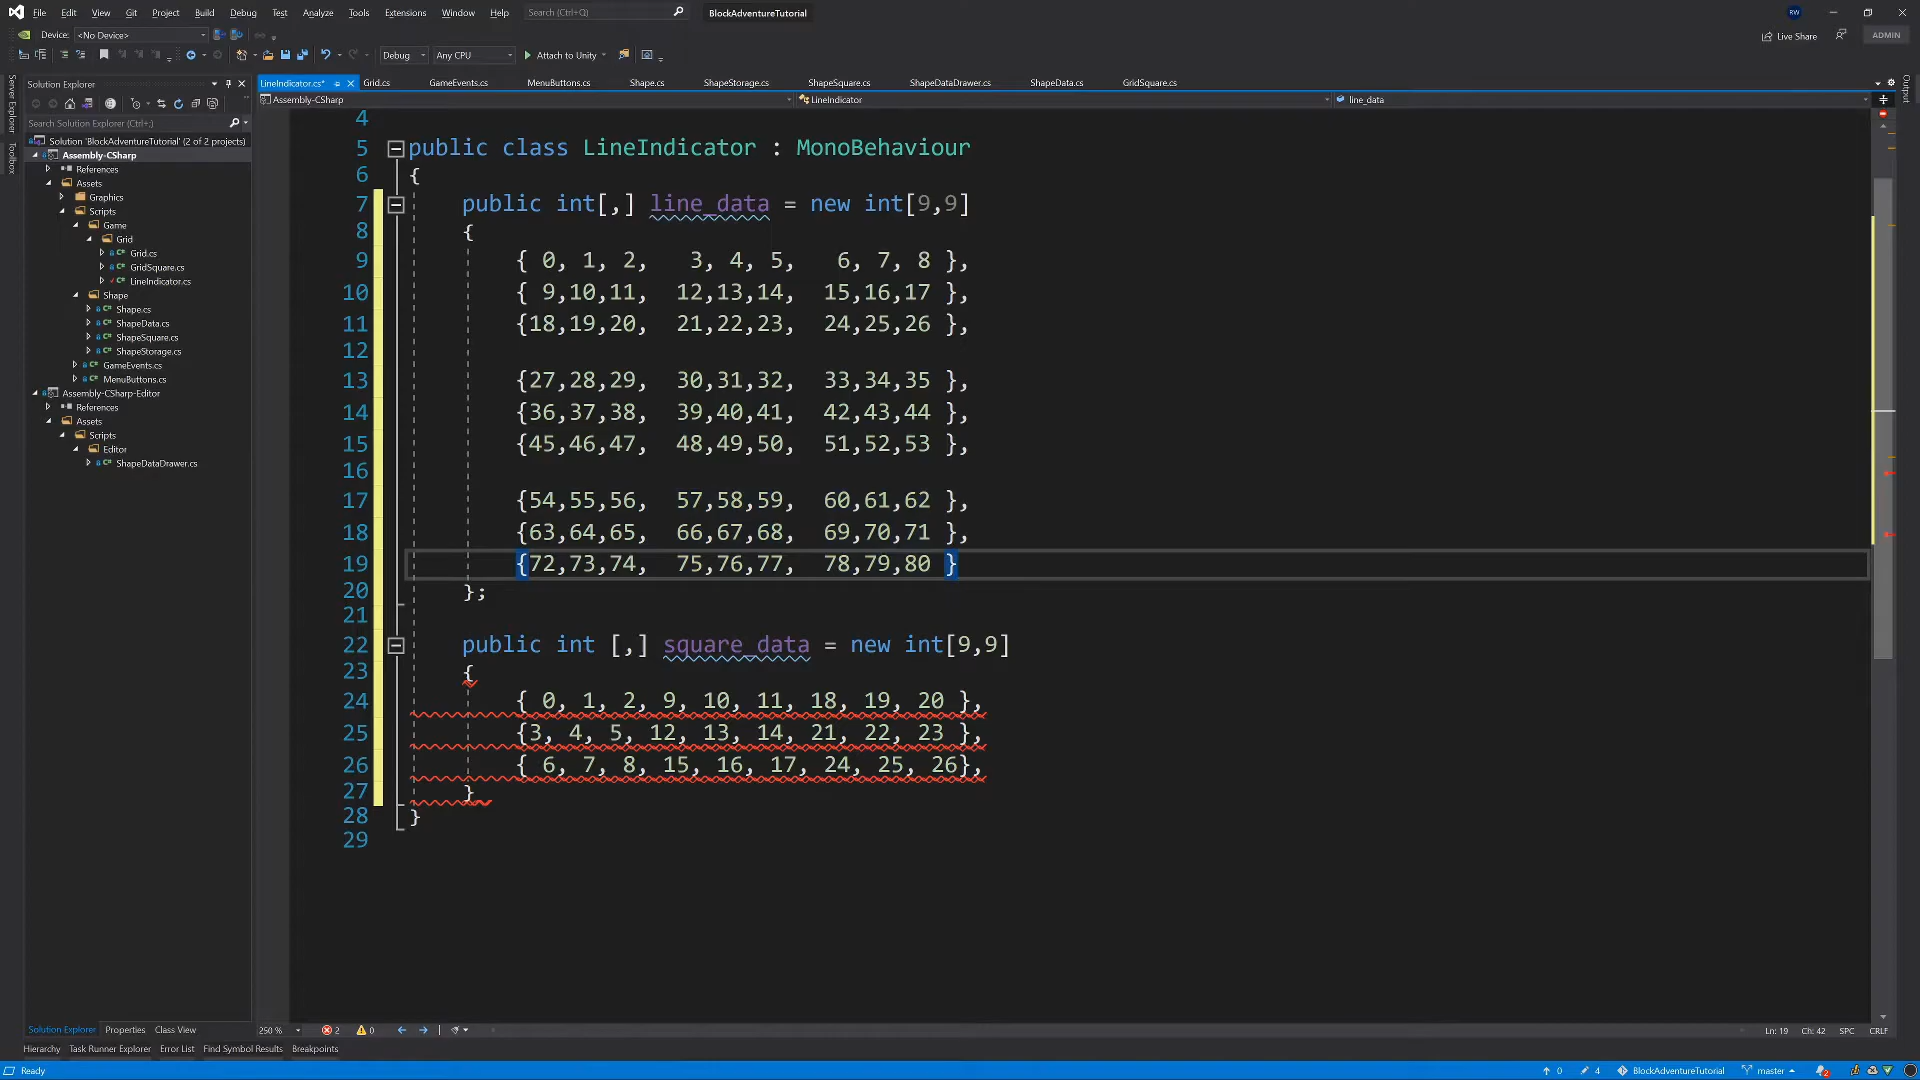 File Edit View Git Project Build Debug Test Analyze Tools Extensions Window Help Search (Ctrl+Q) BlockAdventureTutorial RW
Device: <No Device> Live Share ADMIN
Debug Any CPU Attach to Unity
Server Explorer
Toolbox
Output
Solution Explorer
LineIndicator.cs* Grid.cs GameEvents.cs MenuButtons.cs Shape.cs ShapeStorage.cs ShapeSquare.cs ShapeDataDrawer.cs ShapeData.cs GridSquare.cs
Assembly-CSharp LineIndicator line_data
Search Solution Explorer (Ctrl+;)
Solution 'BlockAdventureTutorial' (2 of 2 projects)
Assembly-CSharp
References
Assets
Graphics
Scripts
Game
Grid
Grid.cs
GridSquare.cs
LineIndicator.cs
Shape
Shape.cs
ShapeData.cs
ShapeSquare.cs
ShapeStorage.cs
GameEvents.cs
MenuButtons.cs
Assembly-CSharp-Editor
References
Assets
Scripts
Editor
ShapeDataDrawer.cs
4
5 public class LineIndicator : MonoBehaviour
6 {
7 public int[,] line_data = new int[9,9]
8 {
9 { 0, 1, 2, 3, 4, 5, 6, 7, 8 },
10 { 9,10,11, 12,13,14, 15,16,17 },
11 {18,19,20, 21,22,23, 24,25,26 },
12
13 {27,28,29, 30,31,32, 33,34,35 },
14 {36,37,38, 39,40,41, 42,43,44 },
15 {45,46,47, 48,49,50, 51,52,53 },
16
17 {54,55,56, 57,58,59, 60,61,62 },
18 {63,64,65, 66,67,68, 69,70,71 },
19 {72,73,74, 75,76,77, 78,79,80 }
20 };
21
22 public int [,] square_data = new int[9,9]
23 {
24 { 0, 1, 2, 9, 10, 11, 18, 19, 20 },
25 {3, 4, 5, 12, 13, 14, 21, 22, 23 },
26 { 6, 7, 8, 15, 16, 17, 24, 25, 26},
27 }
28 }
29
Solution Explorer Properties Class View 250 % 2 0 Ln: 19 Ch: 42 SPC CRLF
Hierarchy Task Runner Explorer Error List Find Symbol Results Breakpoints
Ready 0 4 BlockAdventureTutorial master 2